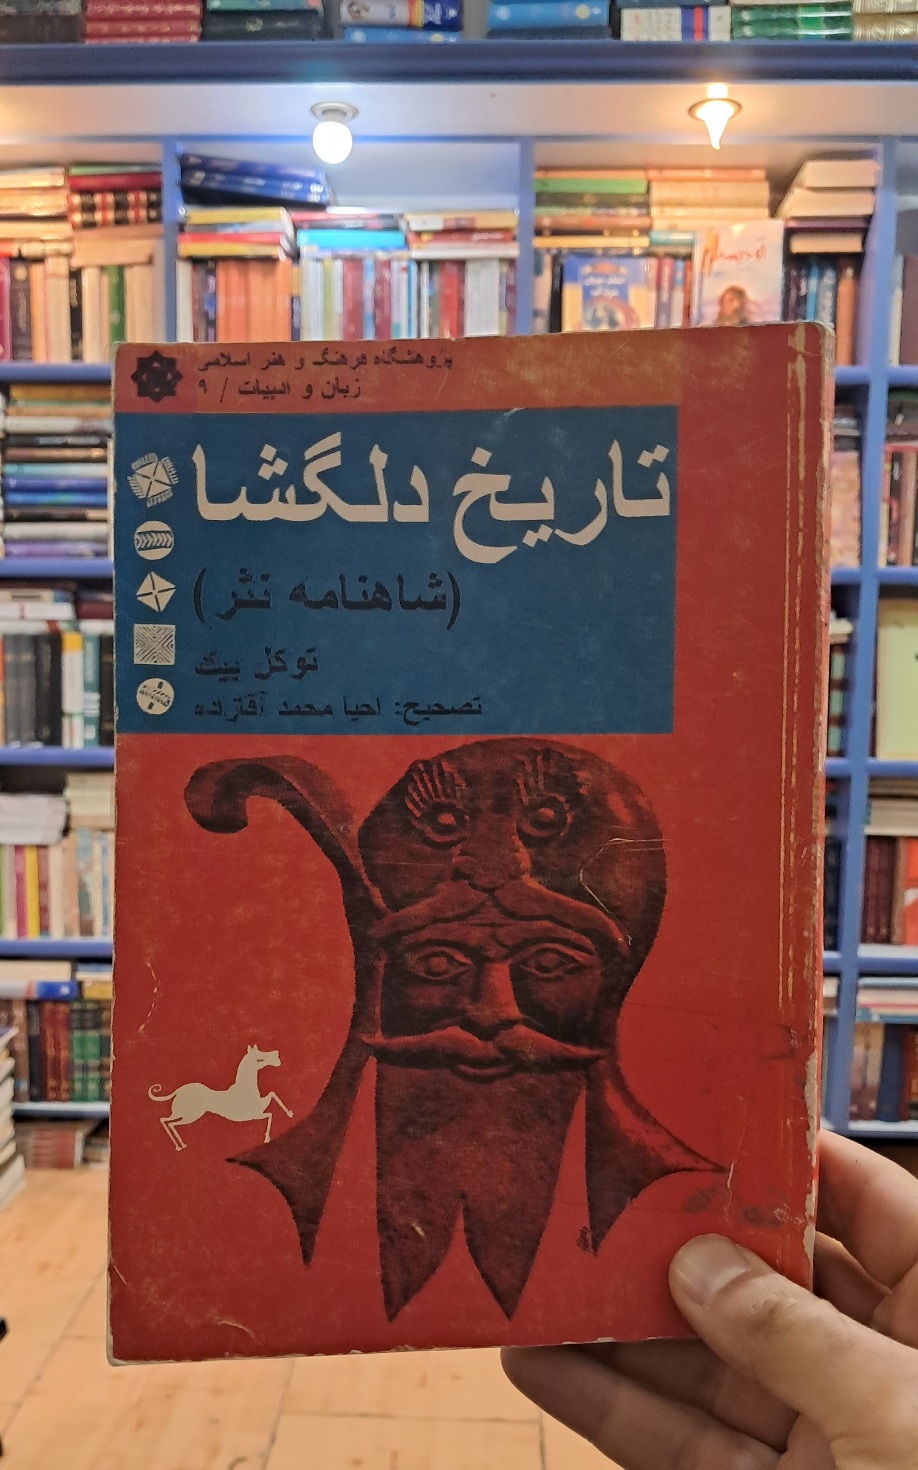 پژوهشگاه فرهنگ و هنر اسلامی
زبان و ادبیات / ۹
تاریخ دلگشا
(شاهنامه نثر)
توکل بیگ
تصحیح: احیا محمد آقازاده